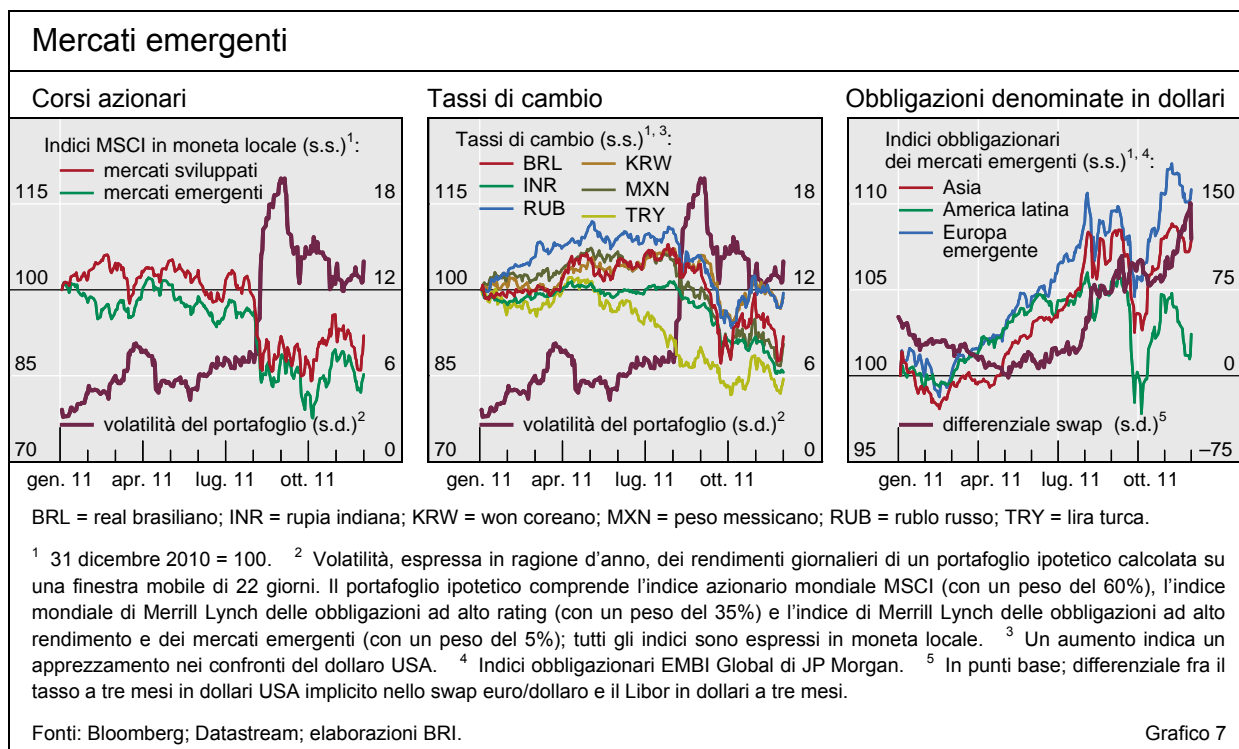 Mercati emergenti
Corsi azionari
Indici MSCI in moneta locale (s.s.)¹:
mercati sviluppati
mercati emergenti
115
18
100
12
85
6
volatilità del portafoglio (s.d.)²
70
0
gen. 11 apr. 11 lug. 11 ott. 11
Tassi di cambio
Tassi di cambio (s.s.)¹˒ ³:
BRL KRW
INR MXN
RUB TRY
115
18
100
12
85
6
volatilità del portafoglio (s.d.)²
70
0
gen. 11 apr. 11 lug. 11 ott. 11
Obbligazioni denominate in dollari
Indici obbligazionari
dei mercati emergenti (s.s.)¹˒ ⁴:
Asia
America latina
Europa
emergente
110
150
105
75
100
0
differenziale swap (s.d.)⁵
95
–75
gen. 11 apr. 11 lug. 11 ott. 11
BRL = real brasiliano; INR = rupia indiana; KRW = won coreano; MXN = peso messicano; RUB = rublo russo; TRY = lira turca.
¹ 31 dicembre 2010 = 100. ² Volatilità, espressa in ragione d’anno, dei rendimenti giornalieri di un portafoglio ipotetico calcolata su
una finestra mobile di 22 giorni. Il portafoglio ipotetico comprende l’indice azionario mondiale MSCI (con un peso del 60%), l’indice
mondiale di Merrill Lynch delle obbligazioni ad alto rating (con un peso del 35%) e l’indice di Merrill Lynch delle obbligazioni ad alto
rendimento e dei mercati emergenti (con un peso del 5%); tutti gli indici sono espressi in moneta locale. ³ Un aumento indica un
apprezzamento nei confronti del dollaro USA. ⁴ Indici obbligazionari EMBI Global di JP Morgan. ⁵ In punti base; differenziale fra il
tasso a tre mesi in dollari USA implicito nello swap euro/dollaro e il Libor in dollari a tre mesi.
Fonti: Bloomberg; Datastream; elaborazioni BRI.
Grafico 7